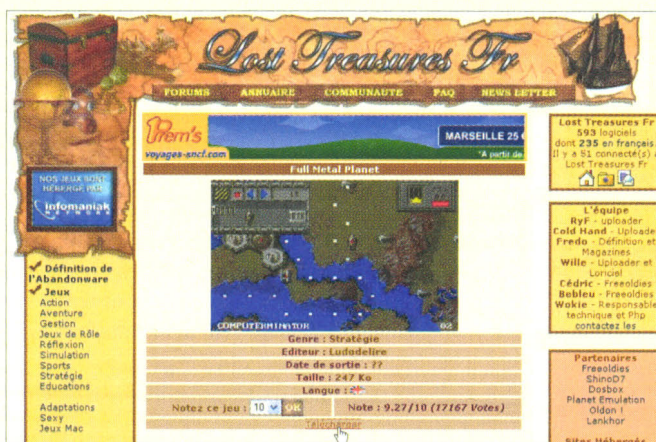 Lost Treasures Fr
FORUMS ANNUAIRE COMMUNAUTE FAQ NEWS LETTER
NOS JEUX SONT
HÉBERGÉ PAR
infomaniak
NETWORK
Définition de
l'Abandonware
Jeux
Action
Aventure
Gestion
Jeux de Rôle
Réflexion
Simulation
Sports
Stratégie
Educations
Adaptations
Sexy
Jeux Mac
Prem's
voyages-sncf.com
MARSEILLE 25 €
*A partir de
Full Metal Planet
COMPUTERMINATOR 02
Genre : Stratégie
Editeur : Ludodelire
Date de sortie : ??
Taille : 247 Ko
Langue :
Notez ce jeu : 10 OK
Note : 9.27/10 (17167 Votes)
Télécharger
Lost Treasures Fr
593 logiciels
dont 235 en français
Il y a 81 connecté(s) à
Lost Treasures Fr
L'équipe
RyF - uploader
Cold Hand - Uploade
Fredo - Définition et
Magazines
Wille - Uploader et
Loriciel
Cédric - Freeoldies
Bebleu - Freeoldies
Wokie - Responsable
technique et Php
contactez les
Partenaires
Freeoldies
ShinoD7
Dosbox
Planet Emulation
Oldon !
Lankhor
Sites Hébergés